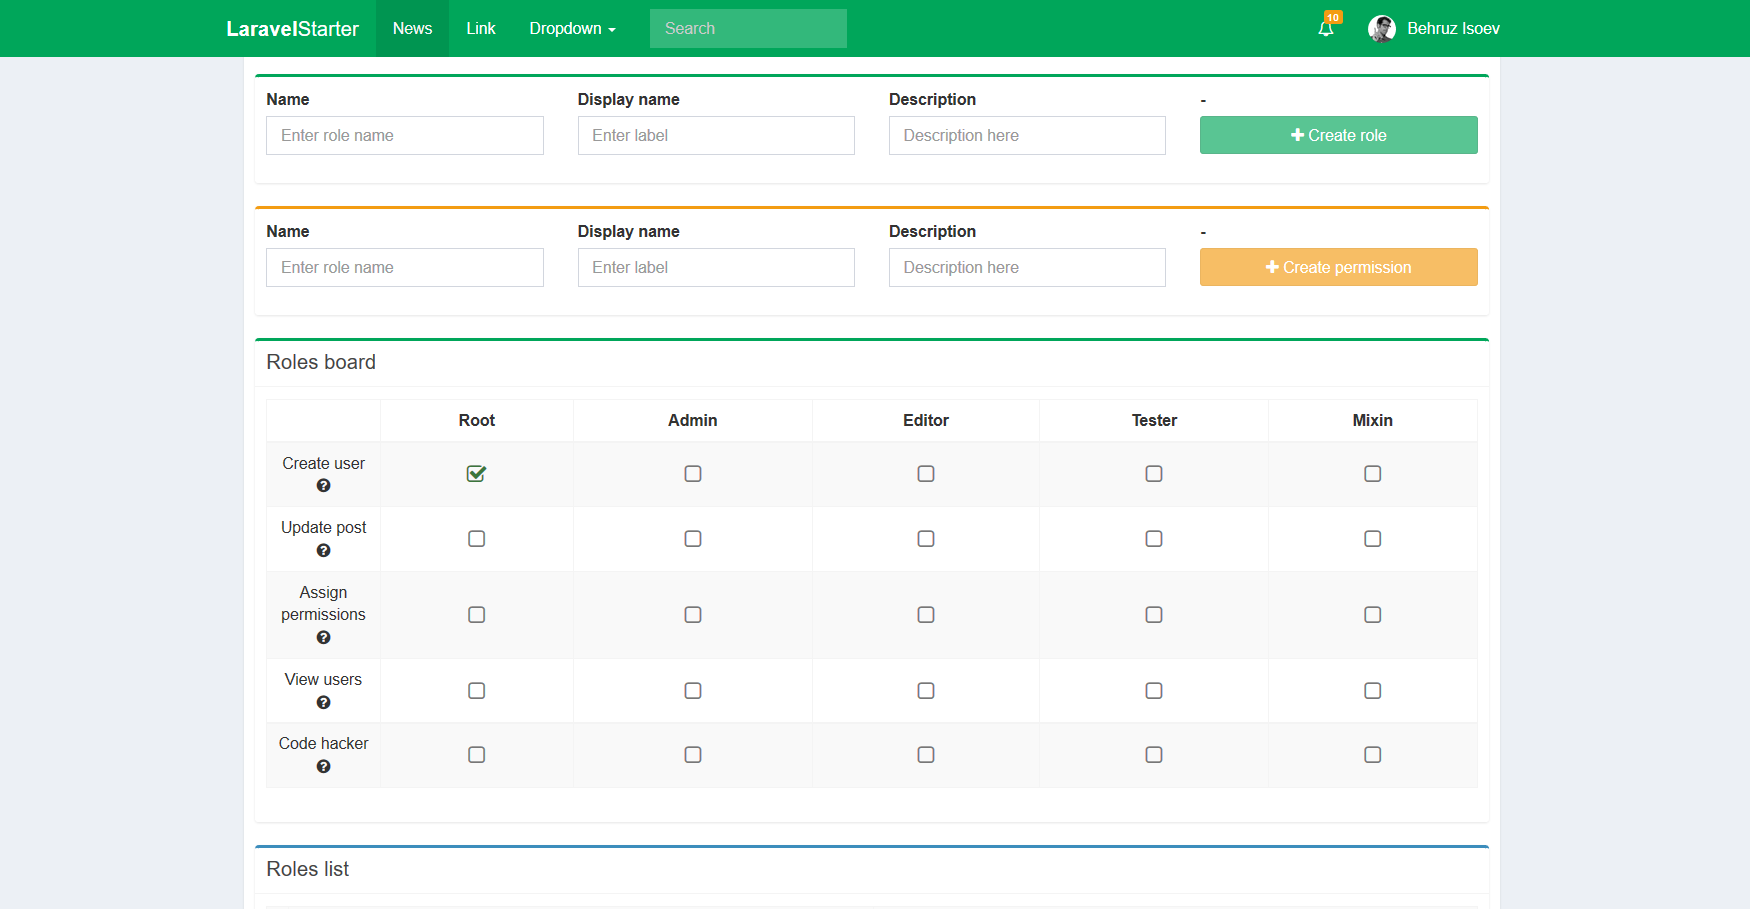 LaravelStarter News Link Dropdown Search 10 Behruz Isoev
Name Display name Description -
Enter role name Enter label Description here Create role
Name Display name Description -
Enter role name Enter label Description here Create permission
Roles board
Root Admin Editor Tester Mixin
Create user
?
Update post
?
Assign
permissions
?
View users
?
Code hacker
?
Roles list